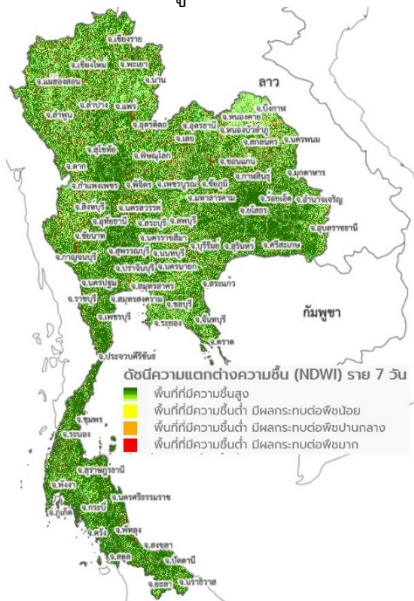 จ.เชียงราย
จ.เชียงใหม่ จ.พะเยา
จ.แม่ฮ่องสอน จ.น่าน
ลาว
จ.ลำปาง จ.แพร่
จ.ลำพูน
จ.บึงกาฬ
จ.อุตรดิตถ์ จ.อุดรธานี จ.หนองคาย
จ.เลย จ.หนองบัวลำภู
จ.สุโขทัย จ.สกลนคร จ.นครพนม
จ.พิษณุโลก
จ.ตาก จ.ขอนแก่น
จ.กาฬสินธุ์ จ.มุกดาหาร
จ.กำแพงเพชร จ.พิจิตร จ.เพชรบูรณ์ จ.ชัยภูมิ
จ.มหาสารคาม จ.ร้อยเอ็ด จ.อำนาจเจริญ
จ.สิงห์บุรี จ.นครสวรรค์
จ.ยโสธร
จ.อุทัยธานี จ.สระบุรี จ.ลพบุรี
จ.อุบลราชธานี
จ.ชัยนาท จ.นครราชสีมา
จ.สุพรรณบุรี จ.นนทบุรี จ.บุรีรัมย์ จ.สุรินทร์ จ.ศรีสะเกษ
จ.กาญจนบุรี
จ.ปราจีนบุรี จ.นครนายก
จ.นครปฐม จ.สมุทรสาคร จ.สระแก้ว
จ.ราชบุรี จ.สมุทรสงคราม จ.ชลบุรี
กัมพูชา
จ.เพชรบุรี
จ.ระยอง จ.จันทบุรี
จ.ตราด
จ.ประจวบคีรีขันธ์
ดัชนีความแตกต่างความชื้น (NDWI) ราย 7 วัน
พื้นที่ที่มีความชื้นสูง
พื้นที่ที่มีความชื้นต่ำ มีผลกระทบต่อพืชน้อย
พื้นที่ที่มีความชื้นต่ำ มีผลกระทบต่อพืชปานกลาง
พื้นที่ที่มีความชื้นต่ำ มีผลกระทบต่อพืชมาก
จ.ชุมพร
จ.ระนอง
จ.สุราษฎร์ธานี
จ.พังงา
จ.นครศรีธรรมราช
จ.กระบี่
จ.ภูเก็ต
จ.ตรัง จ.พัทลุง
จ.สงขลา
จ.สตูล จ.ปัตตานี
จ.ยะลา จ.นราธิวาส